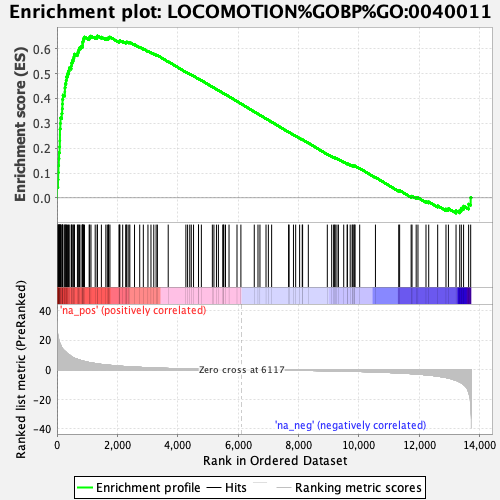 Enrichment plot: LOCOMOTION%GOBP%GO:0040011
Enrichment score (ES)
0.6
0.5
0.4
0.3
0.2
0.1
0.0
Ranked list metric (PreRanked)
40
20
0
-20
-40
'na_pos' (positively correlated)
Zero cross at 6117
'na_neg' (negatively correlated)
0 2,000 4,000 6,000 8,000 10,000 12,000 14,000
Rank in Ordered Dataset
Enrichment profile Hits Ranking metric scores